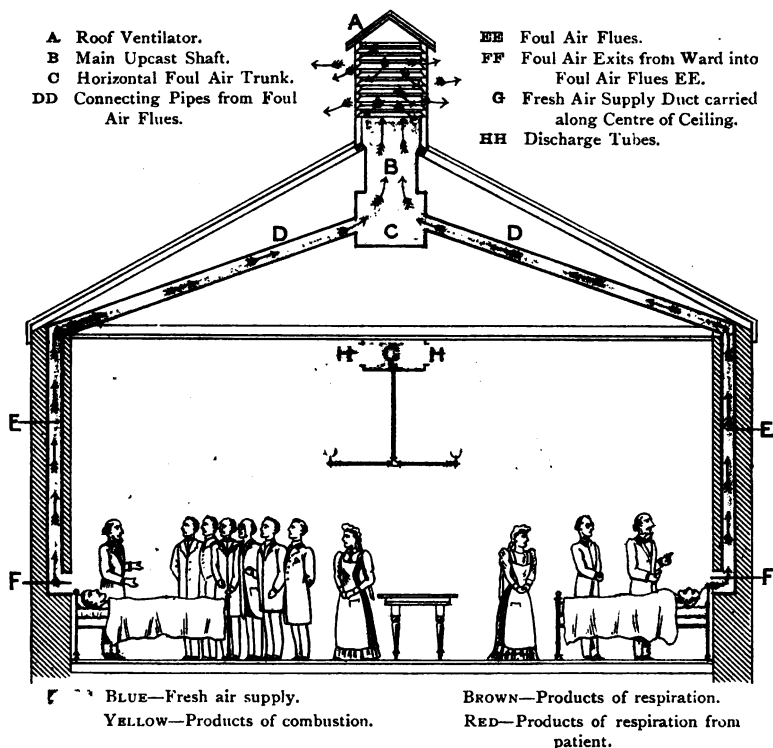 A Roof Ventilator.
B Main Upcast Shaft.
C Horizontal Foul Air Trunk.
DD Connecting Pipes from Foul
Air Flues.
EE Foul Air Flues.
FF Foul Air Exits from Ward into
Foul Air Flues EE.
G Fresh Air Supply Duct carried
along Centre of Ceiling.
HH Discharge Tubes.
A
B
C
D D
H G H
E E
F F
BLUE—Fresh air supply.
YELLOW—Products of combustion.
BROWN—Products of respiration.
RED—Products of respiration from
patient.